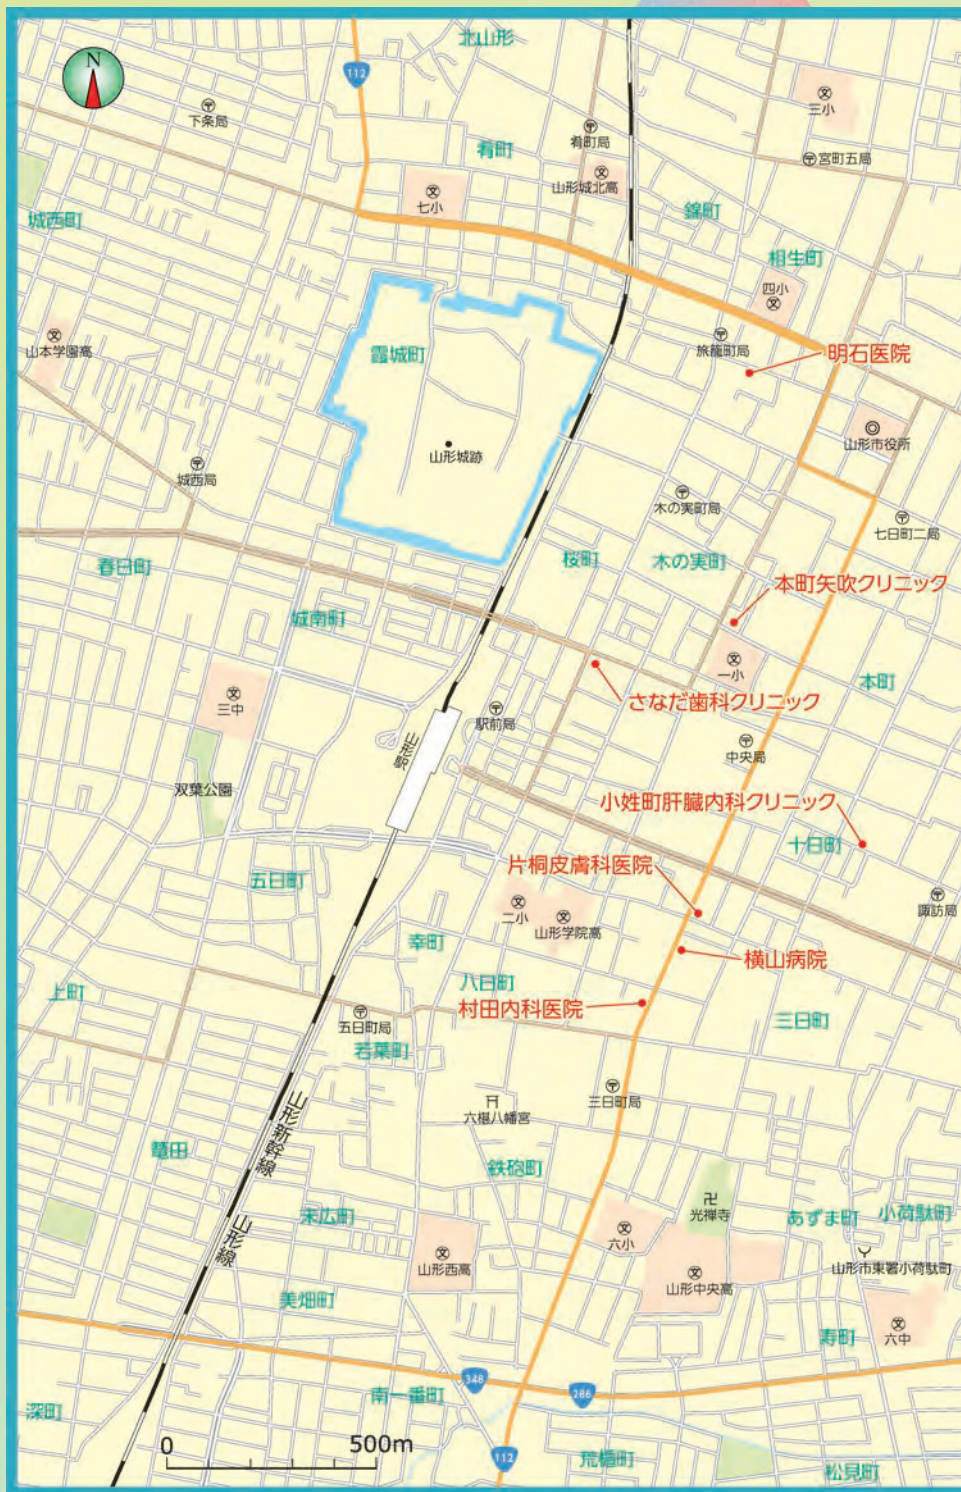 北山形
N
112
三小
下条局
肴町局
肴町
宮町五局
山形城北高
七小
錦町
城西町
相生町
四小
山本学園高
霞城町
旅籠町局
明石医院
山形市役所
山形城跡
城西局
木の実町局
七日町二局
春日町
桜町
木の実町
本町矢吹クリニック
城南町
一小
本町
三中
さなだ歯科クリニック
駅前局
山形駅
中央局
双葉公園
小姓町肝臓内科クリニック
十日町
片桐皮膚科医院
五日町
諏訪局
二小
山形学院高
幸町
横山病院
八日町
上町
村田内科医院
三日町
五日町局
若葉町
三日町局
六椹八幡宮
山形新幹線
篭田
鉄砲町
光禅寺
末広町
あずま町
小荷駄町
山形線
六小
山形西高
山形市東署小荷駄町
山形中央高
美畑町
六中
寿町
348
286
南一番町
深町
0
500m
112
荒楯町
松見町